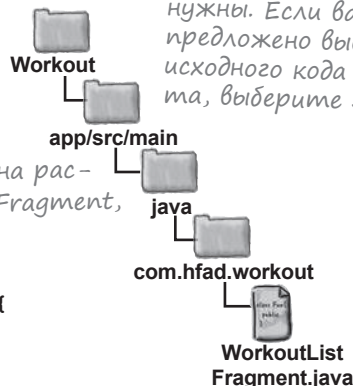 нужны. Если ва
предложено вы
исходного кода
та, выберите
Workout
app/src/main
на рас-
Fragment,
java
com.hfad.workout
{
WorkoutList
Fragment.java